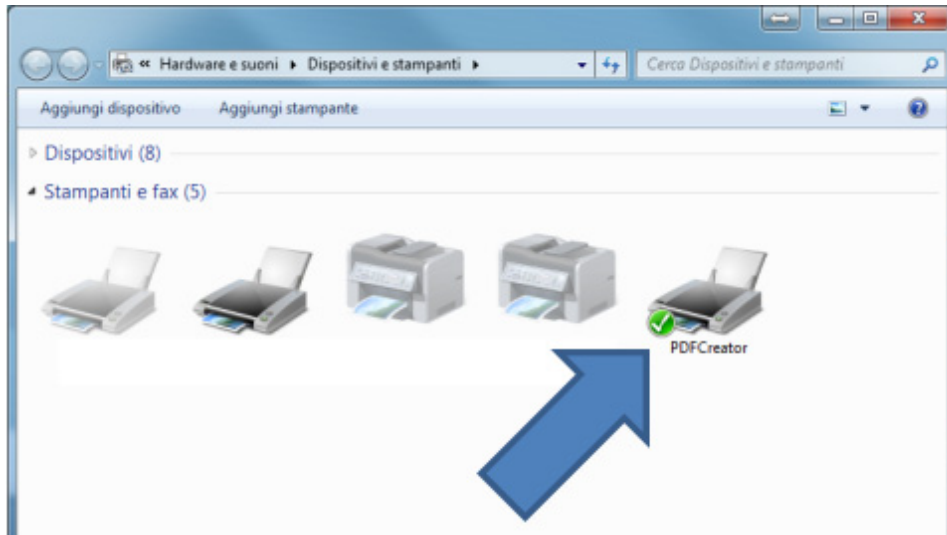 « Hardware e suoni ▸ Dispositivi e stampanti ▸
Cerca Dispositivi e stampanti
Aggiungi dispositivo Aggiungi stampante
Dispositivi (8)
Stampanti e fax (5)
PDFCreator